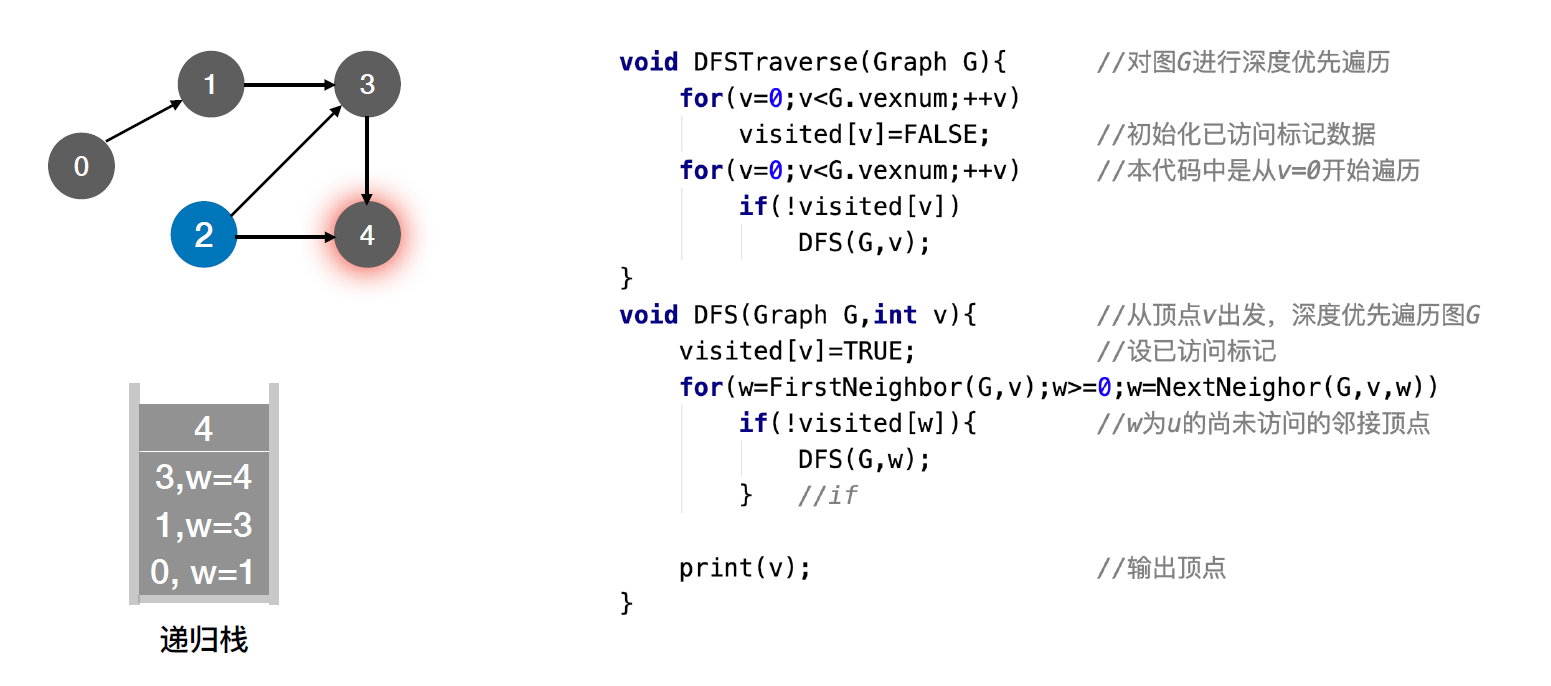 1
3
0
2
4
4
3,w=4
1,w=3
0, w=1
递归栈
void DFSTraverse(Graph G){ //对图G进行深度优先遍历
for(v=0;v<G.vexnum;++v)
visited[v]=FALSE; //初始化已访问标记数据
for(v=0;v<G.vexnum;++v) //本代码中是从v=0开始遍历
if(!visited[v])
DFS(G,v);
}
void DFS(Graph G,int v){ //从顶点v出发，深度优先遍历图G
visited[v]=TRUE; //设已访问标记
for(w=FirstNeighbor(G,v);w>=0;w=NextNeighor(G,v,w))
if(!visited[w]){ //w为u的尚未访问的邻接顶点
DFS(G,w);
} //if
print(v); //输出顶点
}